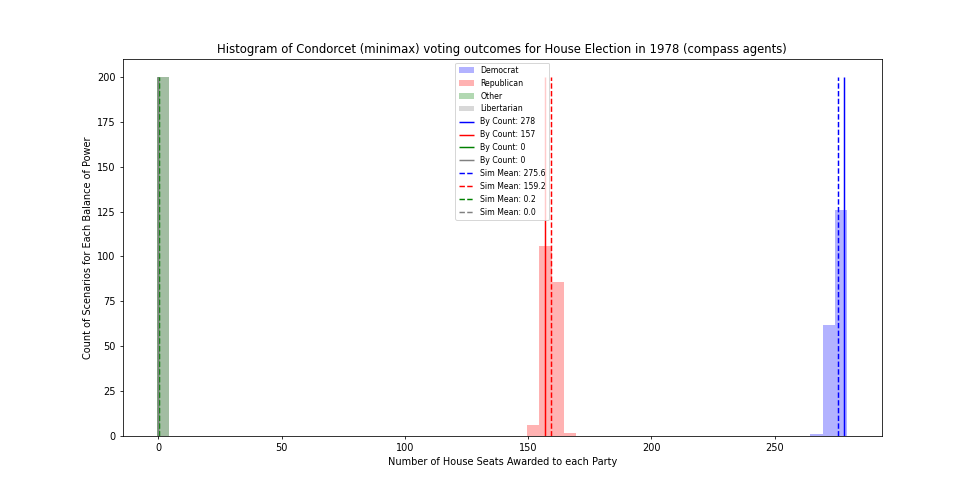 Histogram of Condorcet (minimax) voting outcomes for House Election in 1978 (compass agents)
Count of Scenarios for Each Balance of Power
200
175
150
125
100
75
50
25
0
Democrat
Republican
Other
Libertarian
By Count: 278
By Count: 157
By Count: 0
By Count: 0
Sim Mean: 275.6
Sim Mean: 159.2
Sim Mean: 0.2
Sim Mean: 0.0
0 50 100 150 200 250
Number of House Seats Awarded to each Party